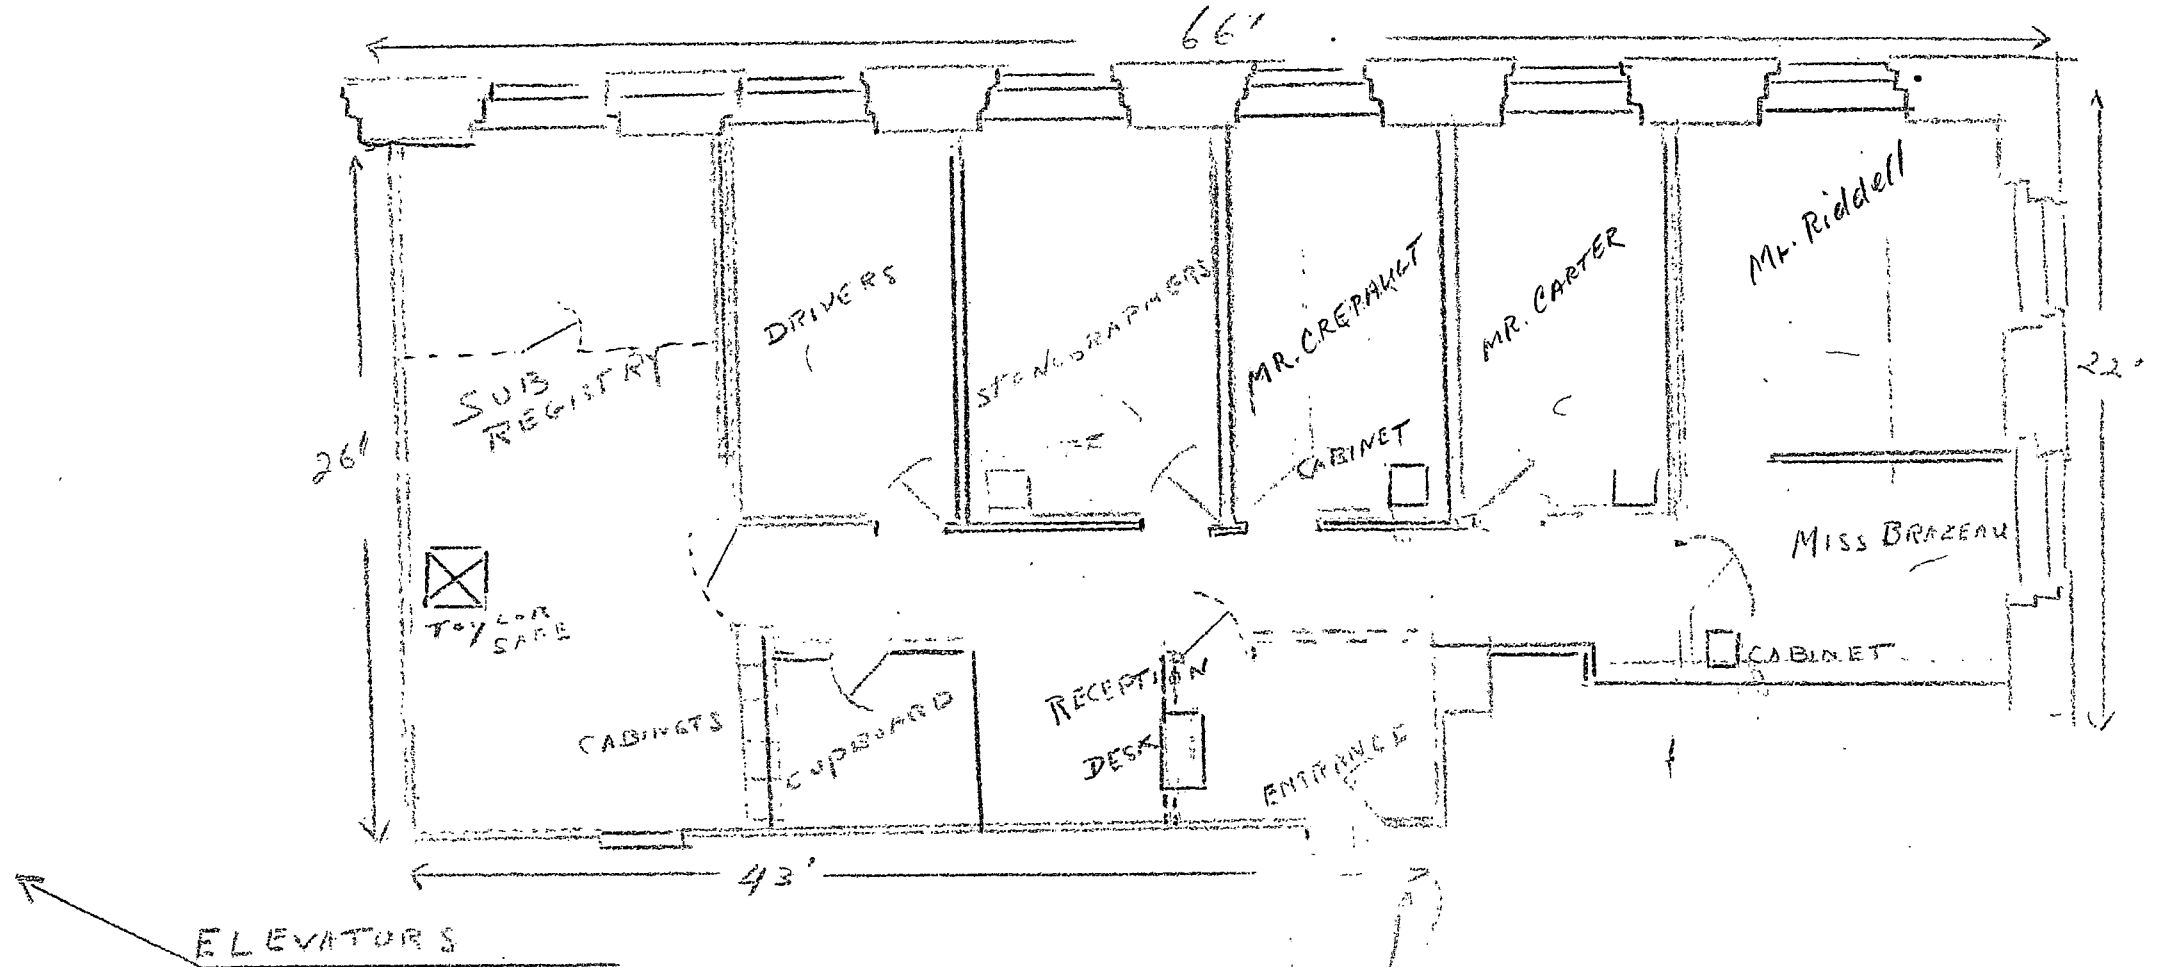 66'
Mr. Riddell
DRIVERS
STENOGRAPHERS
MR. CREPAULT
MR. CARTER
22'
SUB
REGISTRY
26'
CABINET
MISS BRAZEAU
TAYLOR
SAFE
CABINET
CABINETS
CUPBOARD
RECEPTION
DESK
ENTRANCE
43'
ELEVATORS